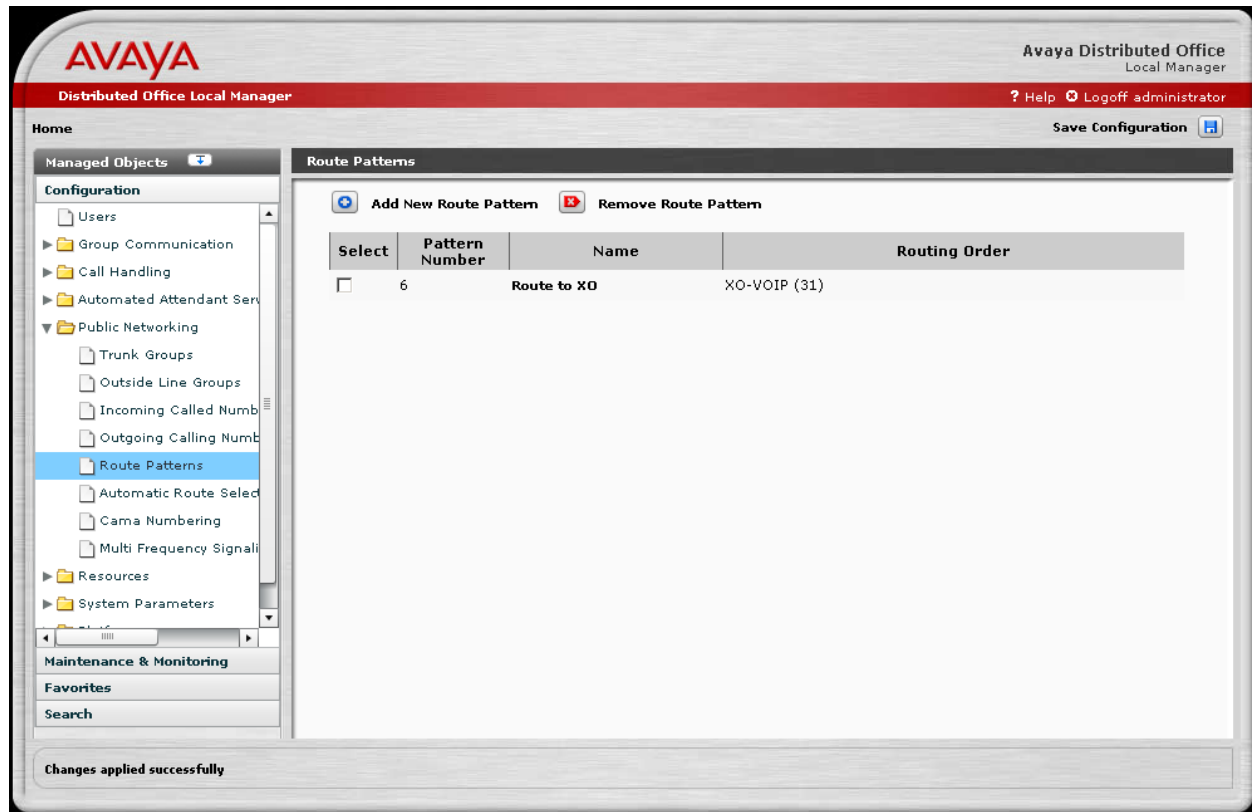 AVAYA
Avaya Distributed Office
Local Manager
Distributed Office Local Manager
? Help Logoff administrator
Home
Save Configuration
Managed Objects
Configuration
Users
Group Communication
Call Handling
Automated Attendant Serv
Public Networking
Trunk Groups
Outside Line Groups
Incoming Called Numb
Outgoing Calling Numb
Route Patterns
Automatic Route Select
Cama Numbering
Multi Frequency Signali
Resources
System Parameters
Maintenance & Monitoring
Favorites
Search
Route Patterns
Add New Route Pattern Remove Route Pattern
Select Pattern Number Name Routing Order
6 Route to XO XO-VOIP (31)
Changes applied successfully